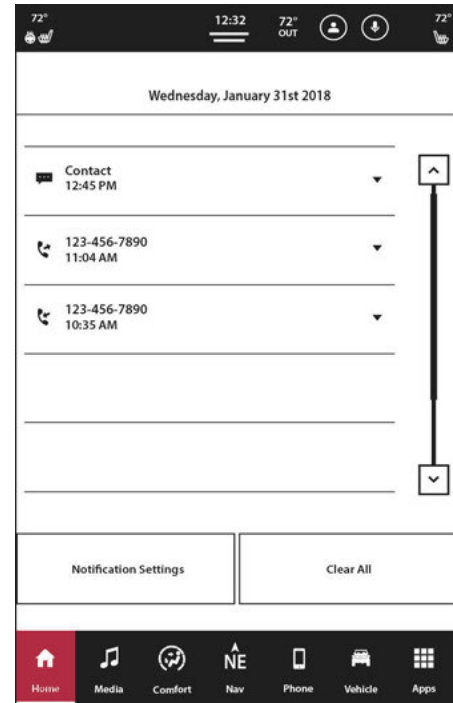 72°
12:32
72°
OUT
72°
Wednesday, January 31st 2018
Contact
12:45 PM
123-456-7890
11:04 AM
123-456-7890
10:35 AM
Notification Settings
Clear All
NE
Home
Media
Comfort
Nav
Phone
Vehicle
Apps